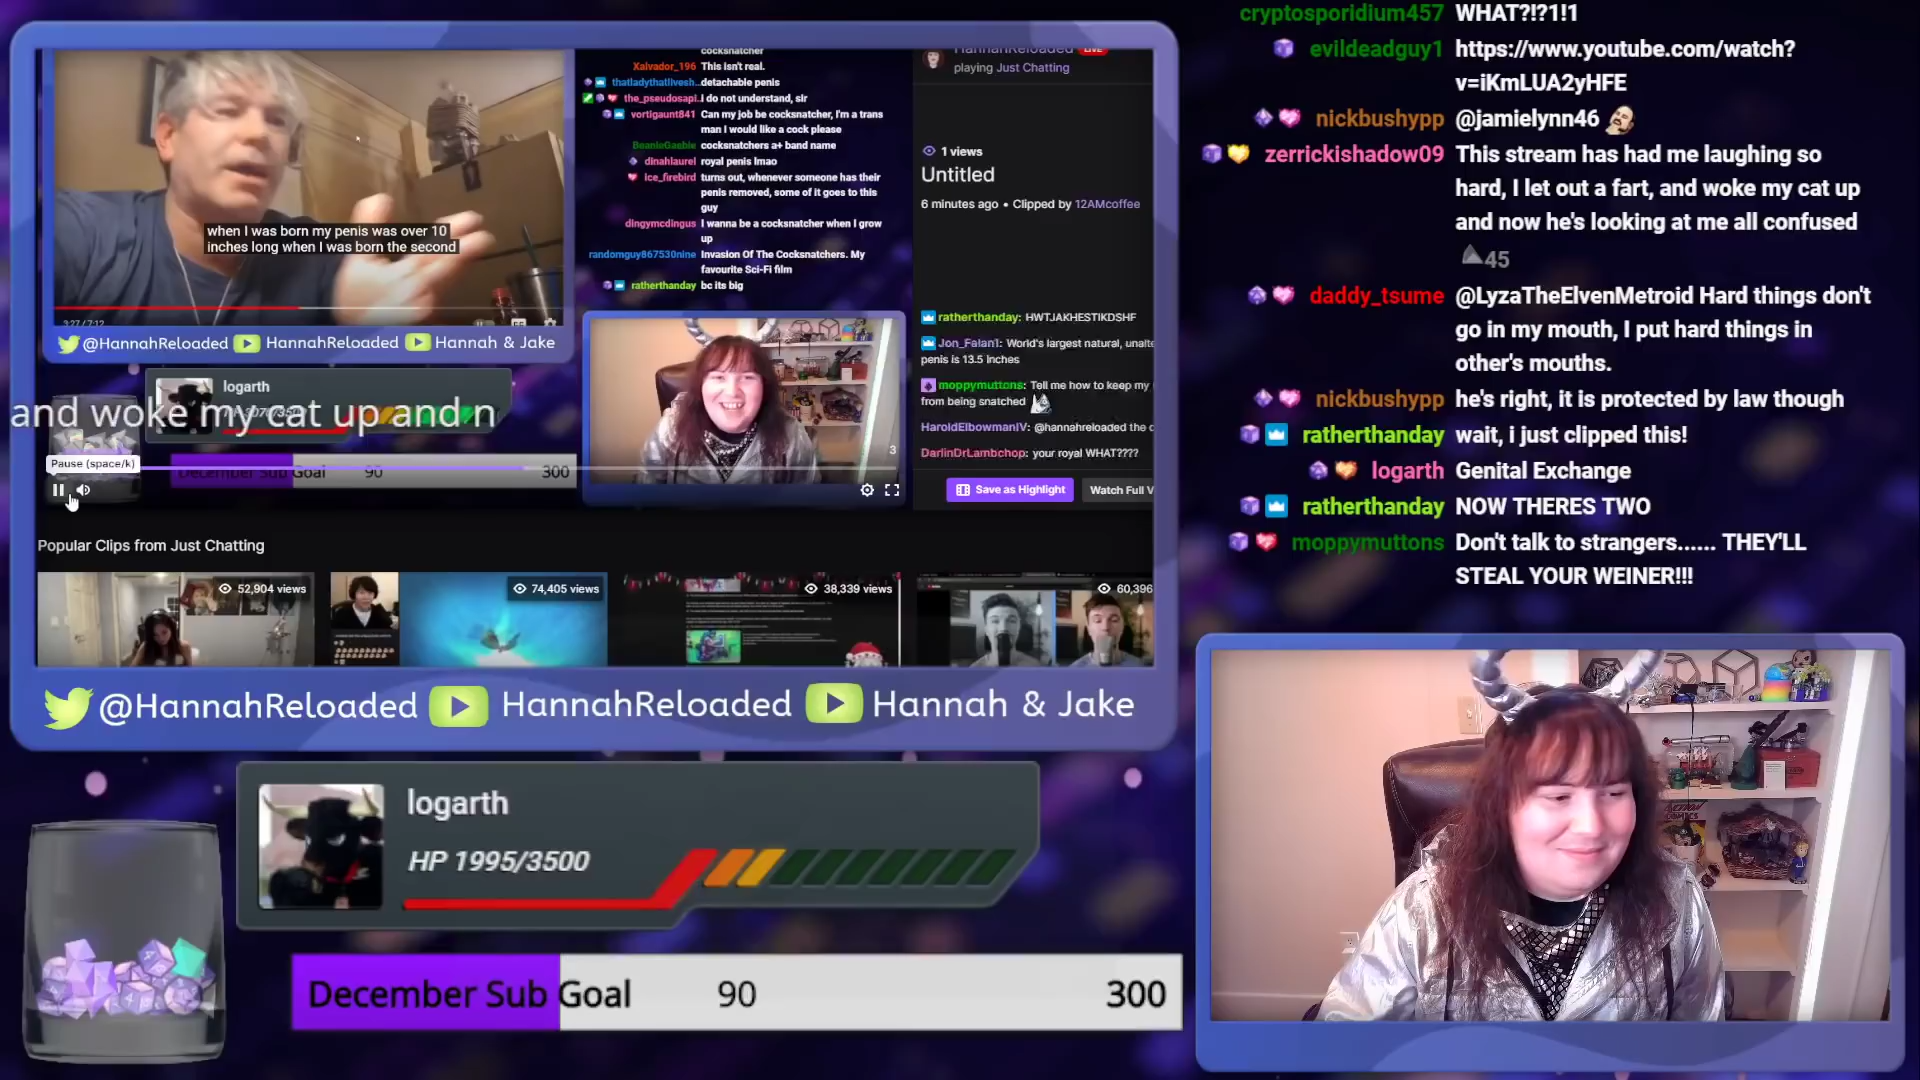 cocksnatcher
Xalvador_196 This isn't real.
thatladythatlivesh.. detachable penis
the_pseudosapi.. I do not understand, sir
vortigaunt841 Can my job be cocksnatcher, I'm a trans
man I would like a cock please
BeanieGeebie cocksnatchers a+ band name
dinahlaurel royal penis lmao
ice_firebird turns out, whenever someone has their
penis removed, some of it goes to this
guy
dingymcdingus I wanna be a cocksnatcher when I grow
up
randomguy867530nine Invasion Of The Cocksnatchers. My
favourite Sci-Fi film
ratherthanday bc its big
when I was born my penis was over 10
inches long when I was born the second
3:27 / 7:12
@HannahReloaded HannahReloaded Hannah & Jake
logarth
and woke my cat up and n
Pause (space/k)
December Sub Goal 90 300
3
HannahReloaded LIVE
playing Just Chatting
1 views
Untitled
6 minutes ago • Clipped by 12AMcoffee
ratherthanday: HWTJAKHESTIKDSHF
World's largest natural,
penis is 13.5 inches
moppymuttons: Tell me how to keep my
from being snatched
HaroldElbowmanIV: @hannahreloaded the
DarlinDrLambchop: your royal WHAT????
Save as Highlight Watch Full V
Popular Clips from Just Chatting
52,904 views
74,405 views
38,339 views
60,396
@HannahReloaded HannahReloaded Hannah & Jake
logarth
HP 1995/3500
December Sub Goal 90 300
cryptosporidium457 WHAT?!?1!1
evildeadguy1 https://www.youtube.com/watch?
v=iKmLUA2yHFE
nickbushypp @jamielynn46
zerrickishadow09 This stream has had me laughing so
hard, I let out a fart, and woke my cat up
and now he's looking at me all confused
45
daddy_tsume @LyzaTheElvenMetroid Hard things don't
go in my mouth, I put hard things in
other's mouths.
nickbushypp he's right, it is protected by law though
ratherthanday wait, i just clipped this!
logarth Genital Exchange
ratherthanday NOW THERES TWO
moppymuttons Don't talk to strangers...... THEY'LL
STEAL YOUR WEINER!!!